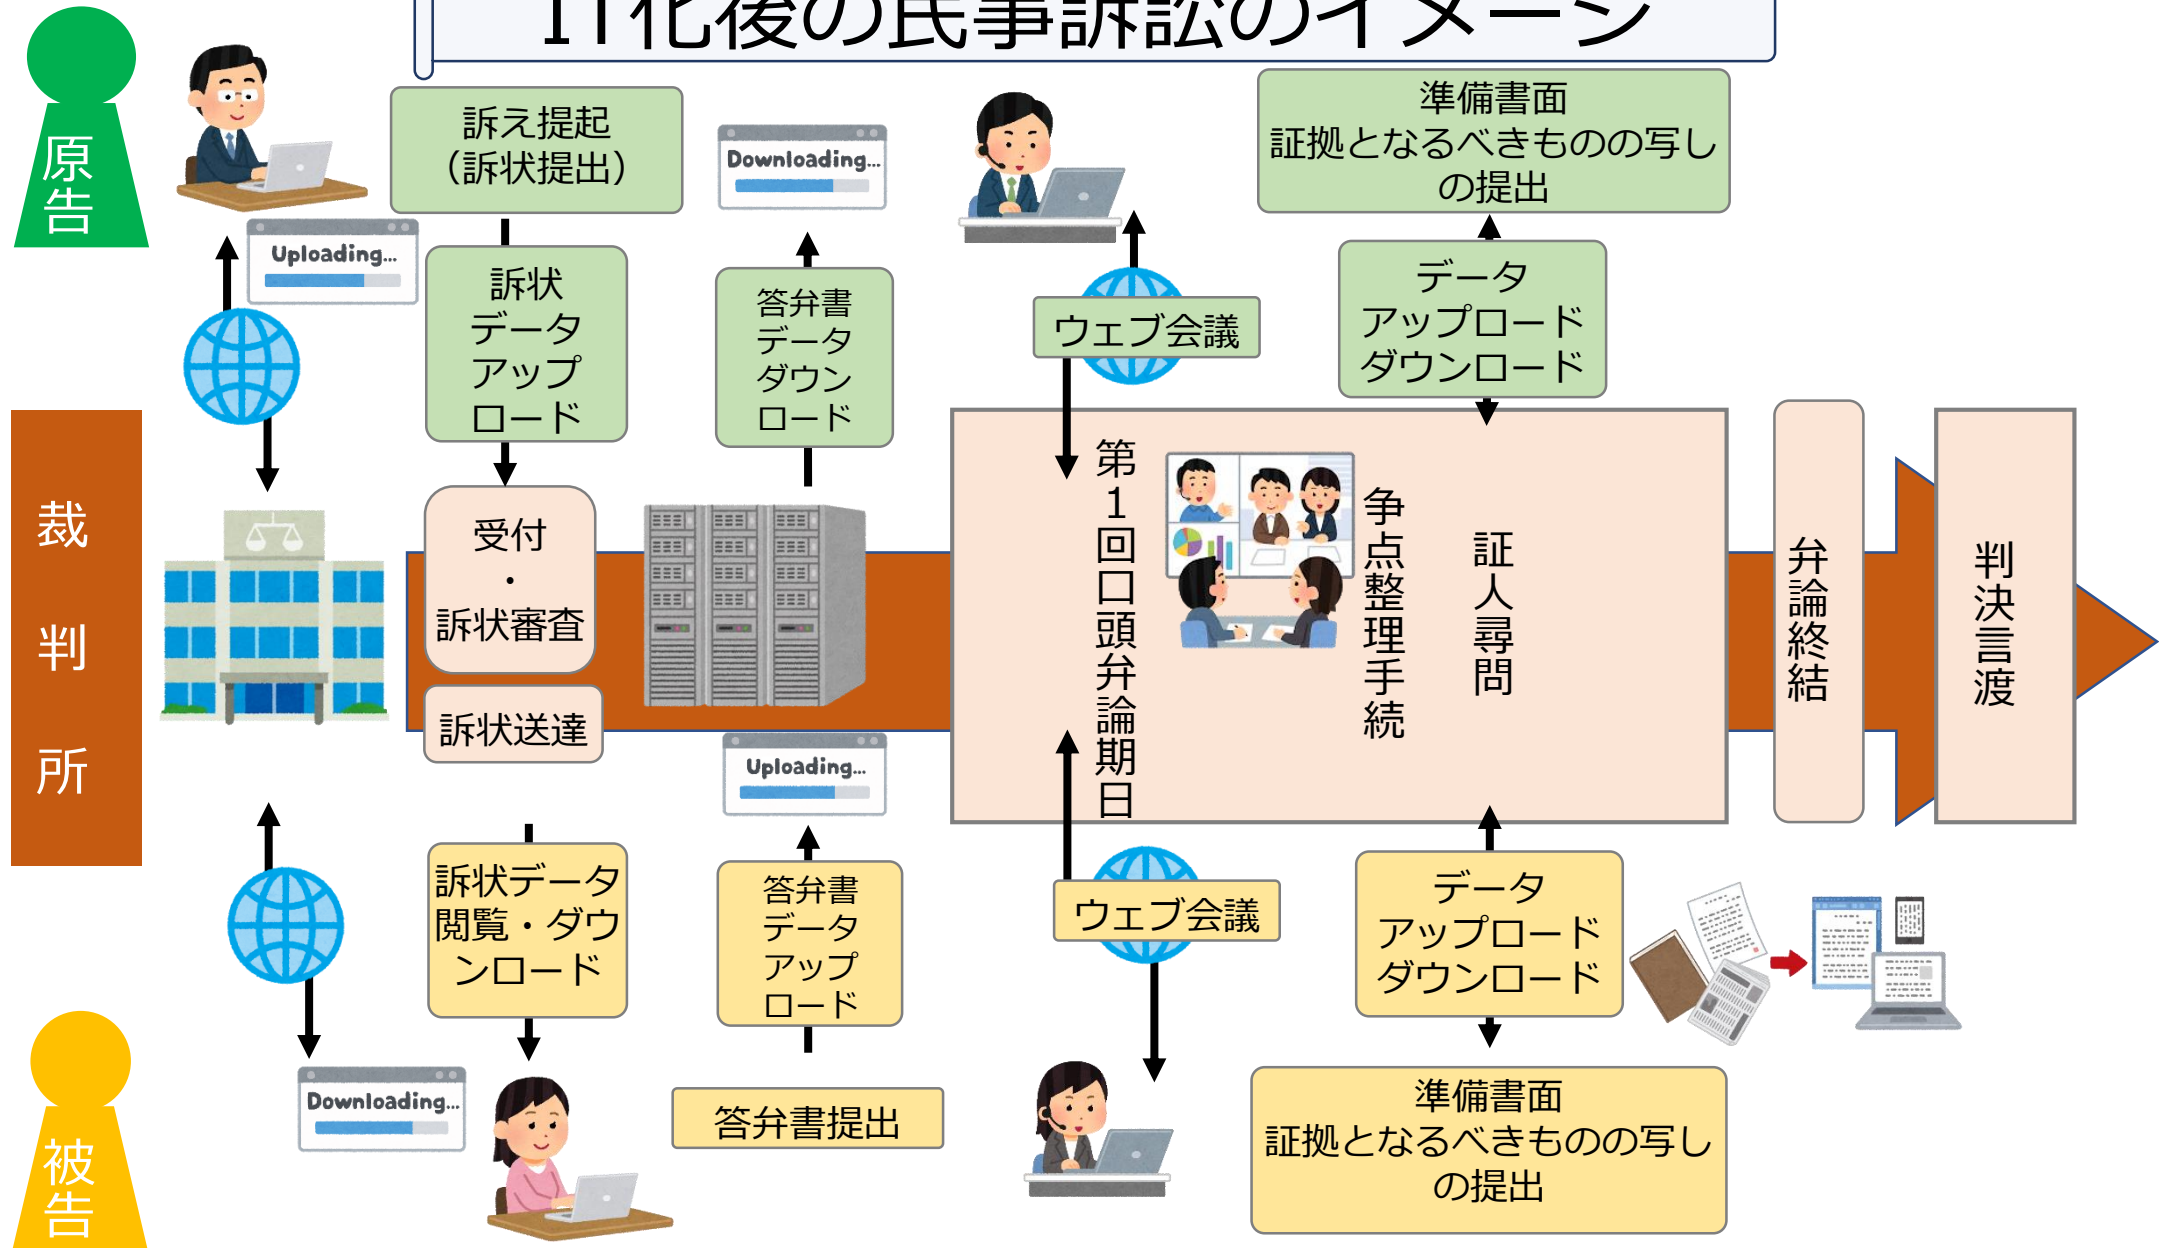 IT化後の民事訴訟のイメージ
原告
訴え提起
（訴状提出）
Uploading...
訴状
データ
アップ
ロード
Downloading...
答弁書
データ
ダウン
ロード
ウェブ会議
準備書面
証拠となるべきものの写し
の提出
データ
アップロード
ダウンロード
裁判所
受付
・
訴状審査
訴状送達
第1回口頭弁論期日
争点整理手続
証人尋問
弁論終結
判決言渡
Uploading...
被告
Downloading...
訴状データ
閲覧・ダウ
ンロード
答弁書
データ
アップ
ロード
答弁書提出
ウェブ会議
データ
アップロード
ダウンロード
準備書面
証拠となるべきものの写し
の提出